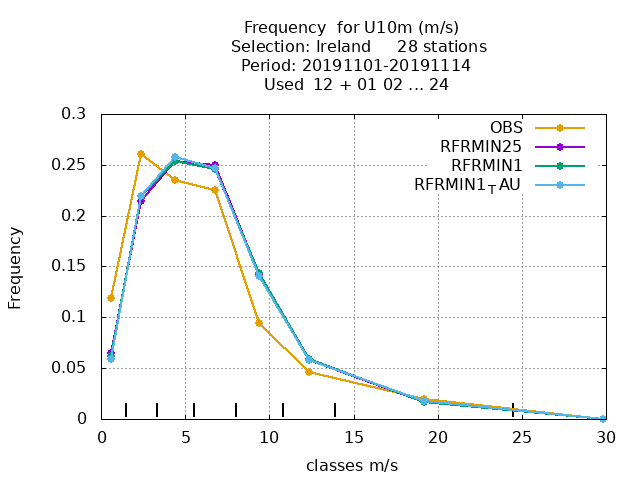 Frequency  for U10m (m/s)
Selection: Ireland     28 stations
Period: 20191101-20191114
Used  12 + 01 02 ... 24
OBS
RFRMIN25
RFRMIN1
RFRMIN1TAU
Frequency
0.3
0.25
0.2
0.15
0.1
0.05
0
0 5 10 15 20 25 30
classes m/s